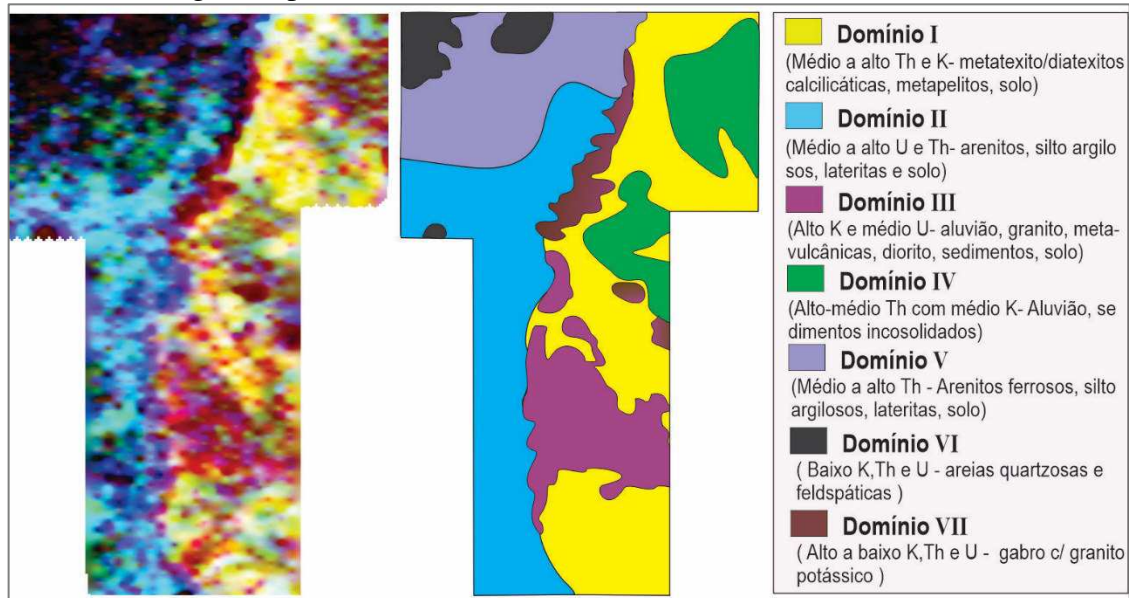 Domínio I
(Médio a alto Th e K- metatexito/diatexitos
calcilicáticas, metapelitos, solo)
Domínio II
(Médio a alto U e Th- arenitos, silto argilo
sos, lateritas e solo)
Domínio III
(Alto K e médio U- aluvião, granito, meta-
vulcânicas, diorito, sedimentos, solo)
Domínio IV
(Alto-médio Th com médio K- Aluvião, se
dimentos incosolidados)
Domínio V
(Médio a alto Th - Arenitos ferrosos, silto
argilosos, lateritas, solo)
Domínio VI
( Baixo K,Th e U - areias quartzosas e
feldspáticas )
Domínio VII
( Alto a baixo K,Th e U - gabro c/ granito
potássico )